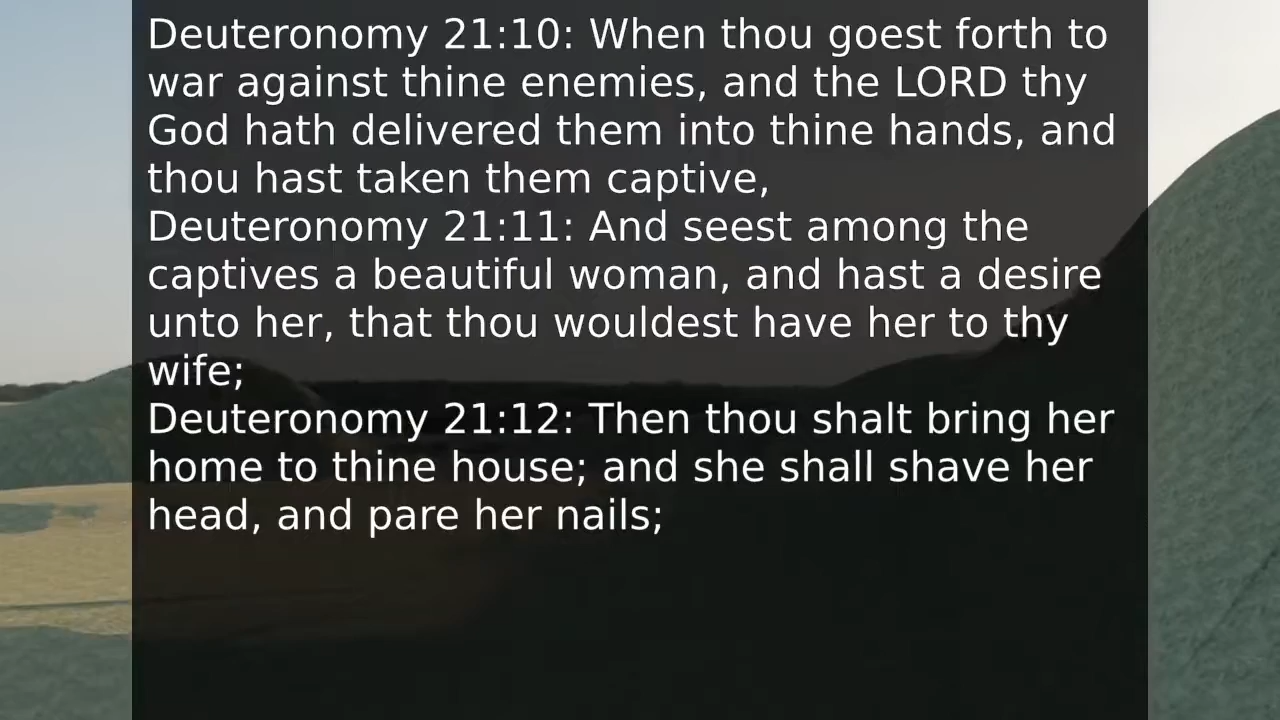 Deuteronomy 21:10: When thou goest forth to
war against thine enemies, and the LORD thy
God hath delivered them into thine hands, and
thou hast taken them captive,
Deuteronomy 21:11: And seest among the
captives a beautiful woman, and hast a desire
unto her, that thou wouldest have her to thy
wife;
Deuteronomy 21:12: Then thou shalt bring her
home to thine house; and she shall shave her
head, and pare her nails;